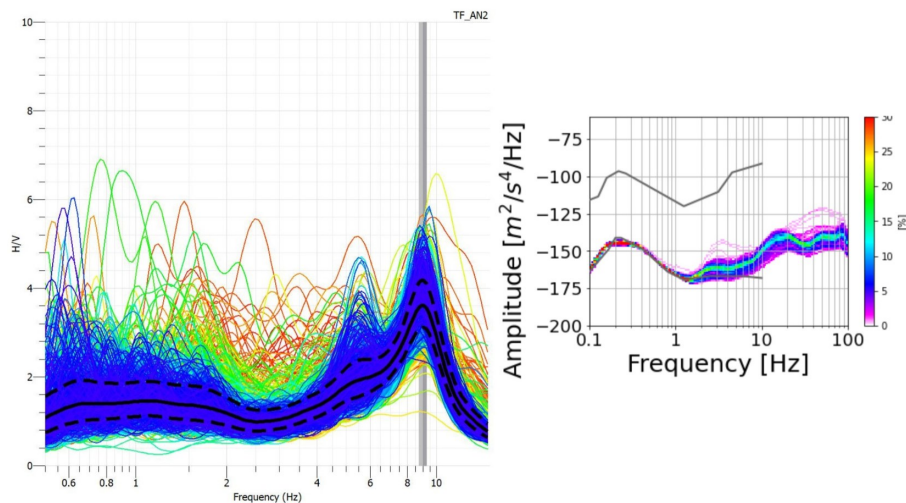 TF_AN2
10
8
6
4
2
0
H/V
0.6 0.8 1 2 4 6 8 10
Frequency (Hz)
Amplitude [m²/s⁴/Hz]
−75
−100
−125
−150
−175
−200
0.1 1 10 100
Frequency [Hz]
30
25
20
15
10
5
0
[%]